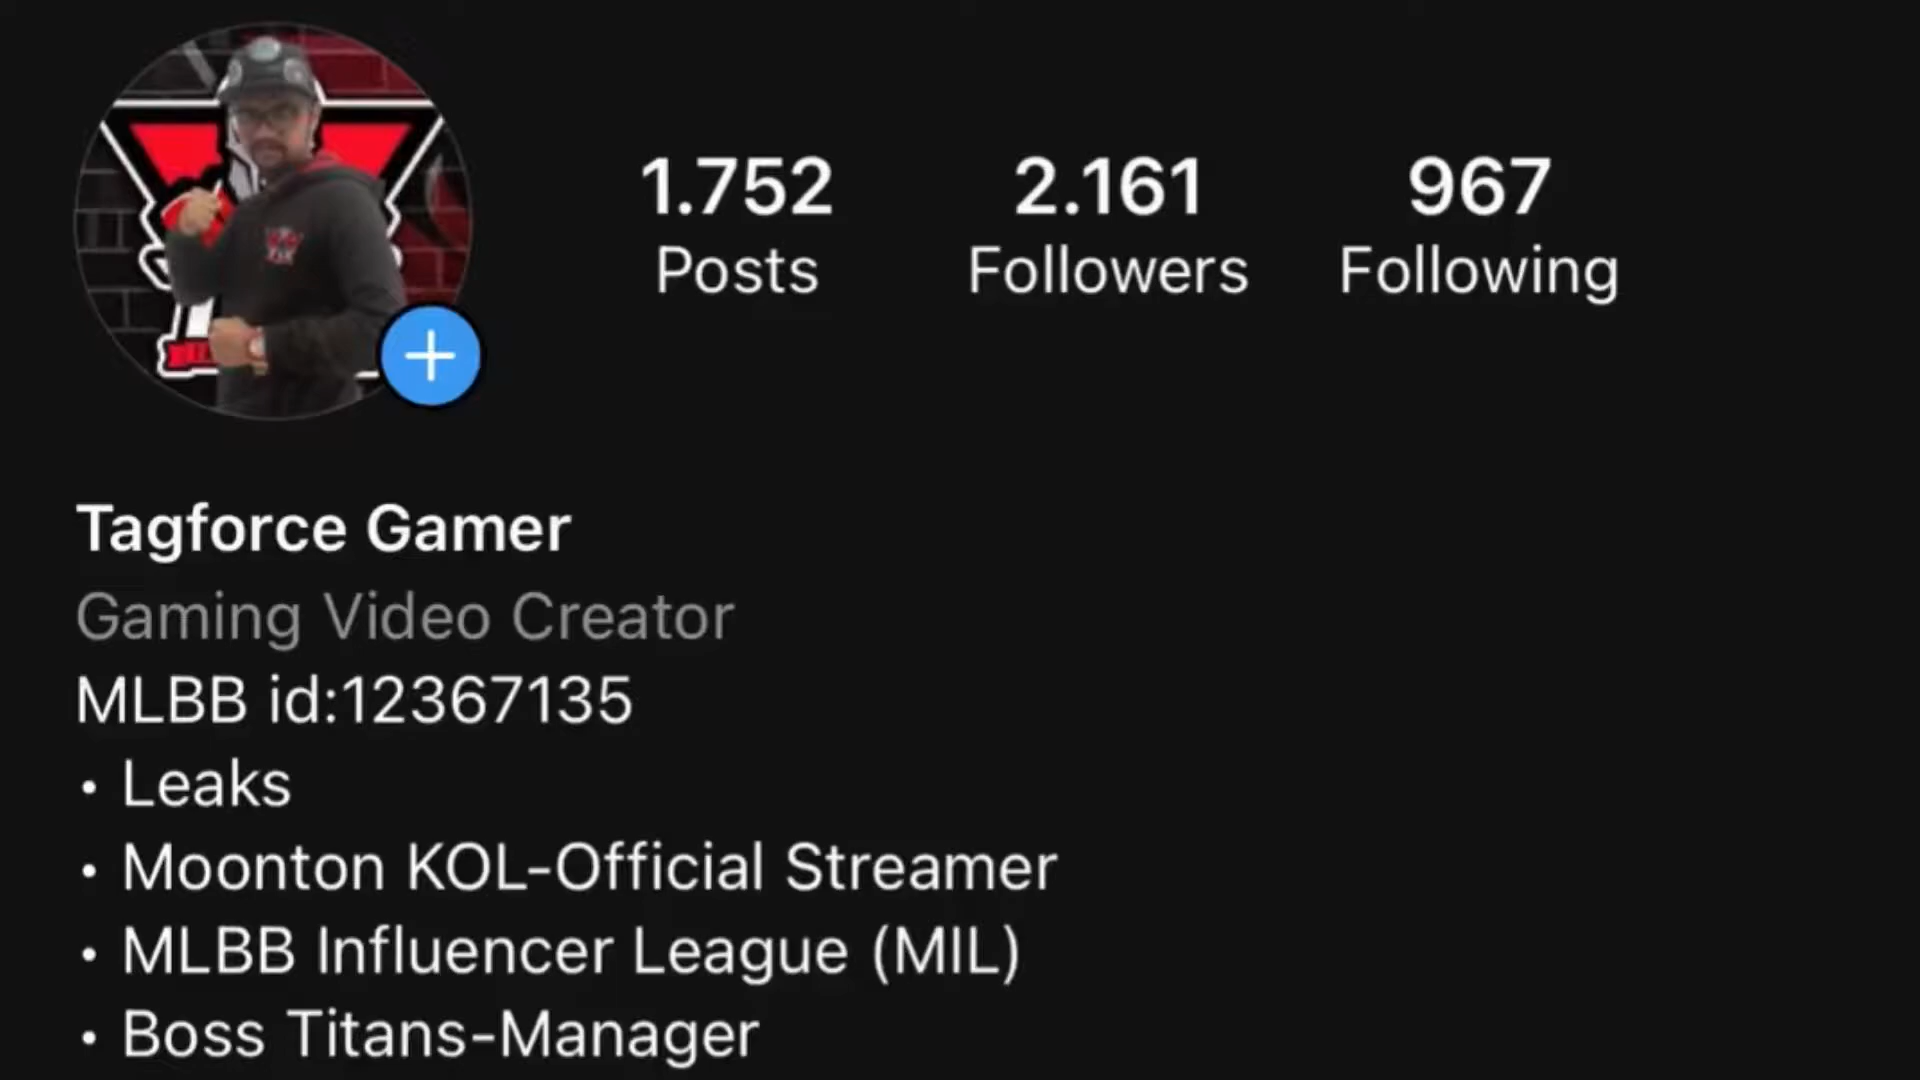 1.752 2.161 967
Posts Followers Following
Tagforce Gamer
Gaming Video Creator
MLBB id:12367135
• Leaks
• Moonton KOL-Official Streamer
• MLBB Influencer League (MIL)
• Boss Titans-Manager